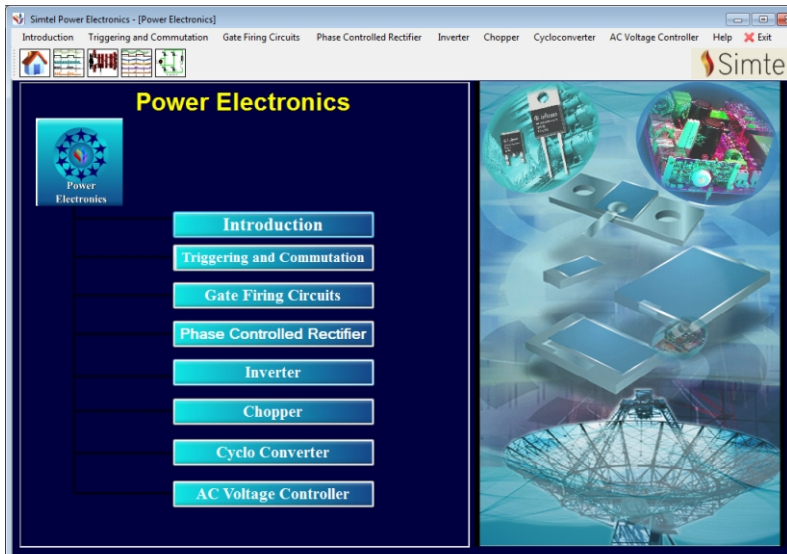 Simtel Power Electronics - [Power Electronics]
Introduction Triggering and Commutation Gate Firing Circuits Phase Controlled Rectifier Inverter Chopper Cycloconverter AC Voltage Controller Help Exit
Simte
Power Electronics
Power
Electronics
Introduction
Triggering and Commutation
Gate Firing Circuits
Phase Controlled Rectifier
Inverter
Chopper
Cyclo Converter
AC Voltage Controller